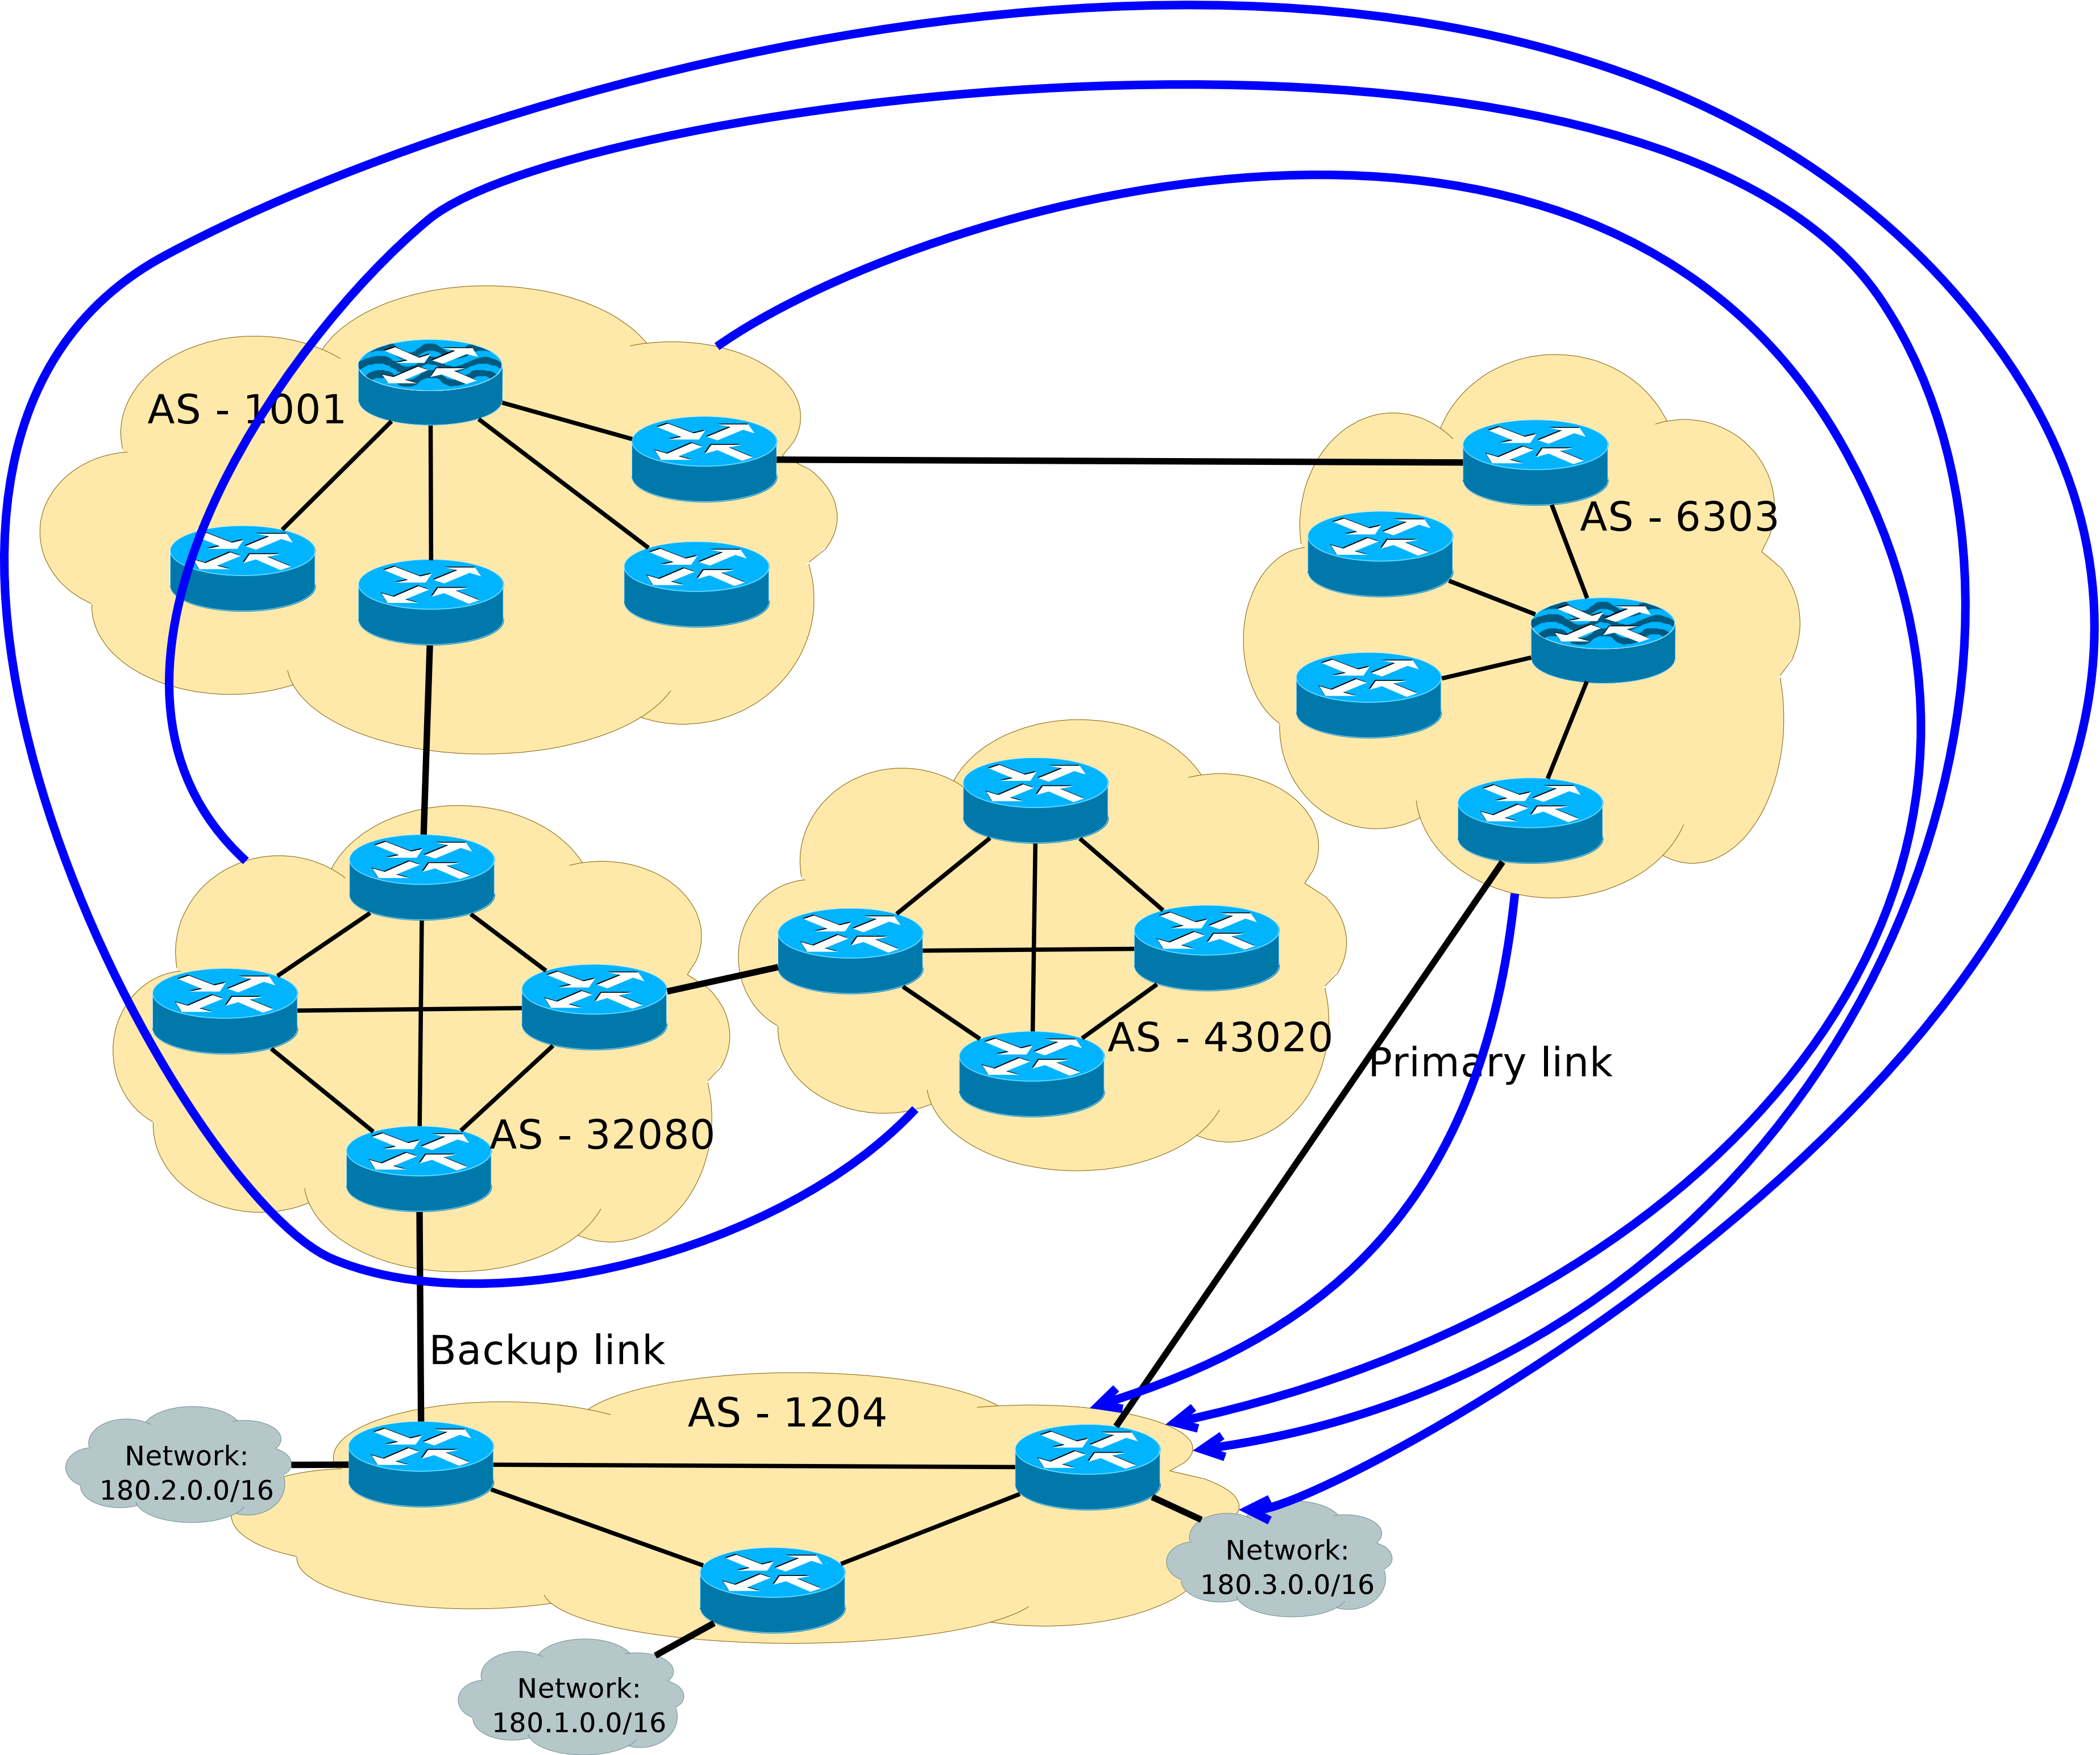 AS - 1001
AS - 6303
AS - 43020
Primary link
AS - 32080
Backup link
AS - 1204
Network:
180.2.0.0/16
Network:
180.3.0.0/16
Network:
180.1.0.0/16